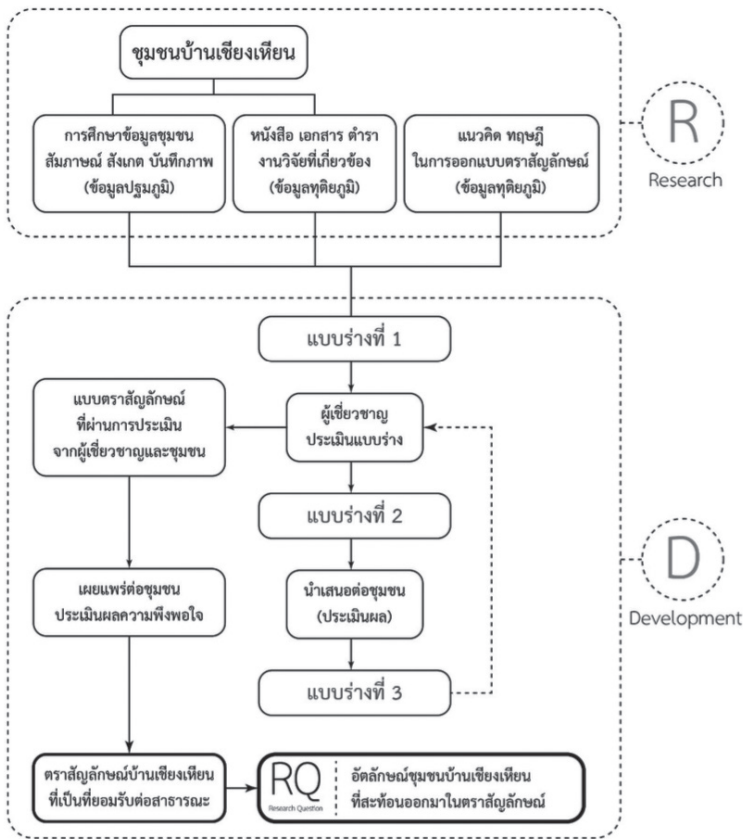 ชุมชนบ้านเชียงเหียน
การศึกษาข้อมูลชุมชน
สัมภาษณ์ สังเกต บันทึกภาพ
(ข้อมูลปฐมภูมิ)
หนังสือ เอกสาร ตำรา
งานวิจัยที่เกี่ยวข้อง
(ข้อมูลทุติยภูมิ)
แนวคิด ทฤษฎี
ในการออกแบบตราสัญลักษณ์
(ข้อมูลทุติยภูมิ)
R
Research
แบบร่างที่ 1
ผู้เชี่ยวชาญ
ประเมินแบบร่าง
แบบตราสัญลักษณ์
ที่ผ่านการประเมิน
จากผู้เชี่ยวชาญและชุมชน
แบบร่างที่ 2
เผยแพร่ต่อชุมชน
ประเมินผลความพึงพอใจ
นำเสนอต่อชุมชน
(ประเมินผล)
แบบร่างที่ 3
D
Development
ตราสัญลักษณ์บ้านเชียงเหียน
ที่เป็นที่ยอมรับต่อสาธารณะ
RQ
Research Question
อัตลักษณ์ชุมชนบ้านเชียงเหียน
ที่สะท้อนออกมาในตราสัญลักษณ์